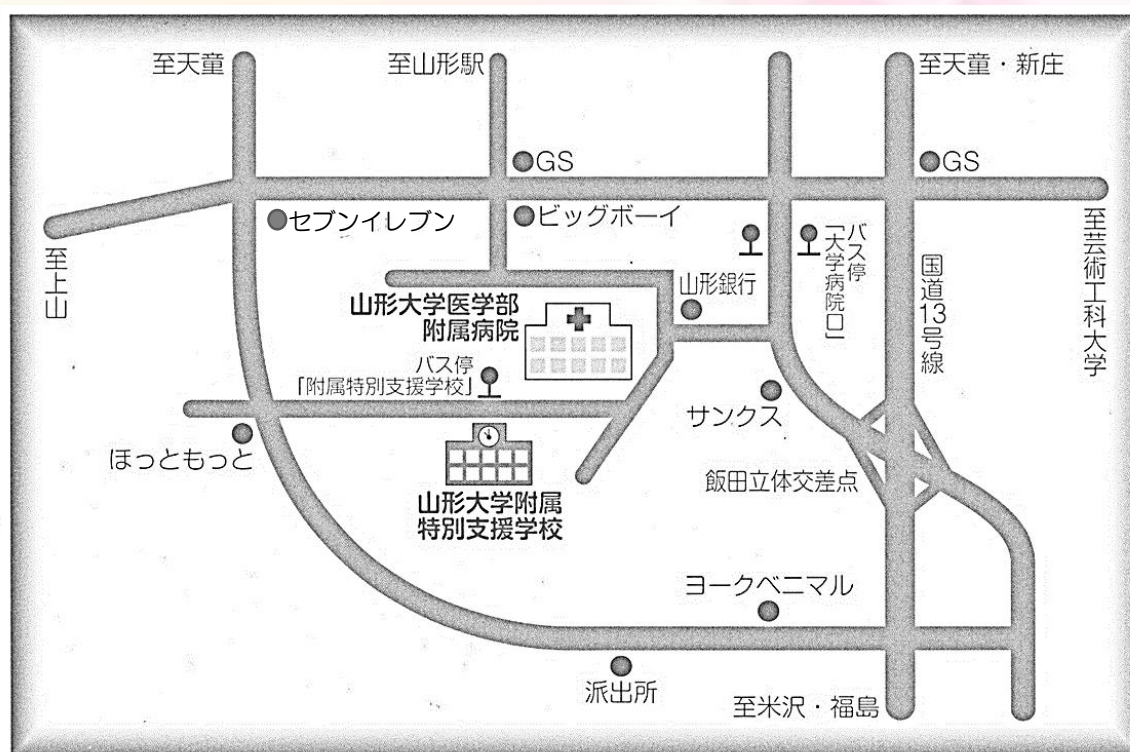 至天童
至山形駅
至天童・新庄
GS
GS
セブンイレブン
ビッグボーイ
バス停
「大学病院口」
至上山
国道13号線
至芸術工科大学
山形銀行
山形大学医学部
附属病院
バス停
「附属特別支援学校」
サンクス
ほっともっと
飯田立体交差点
山形大学附属
特別支援学校
ヨークベニマル
派出所
至米沢・福島